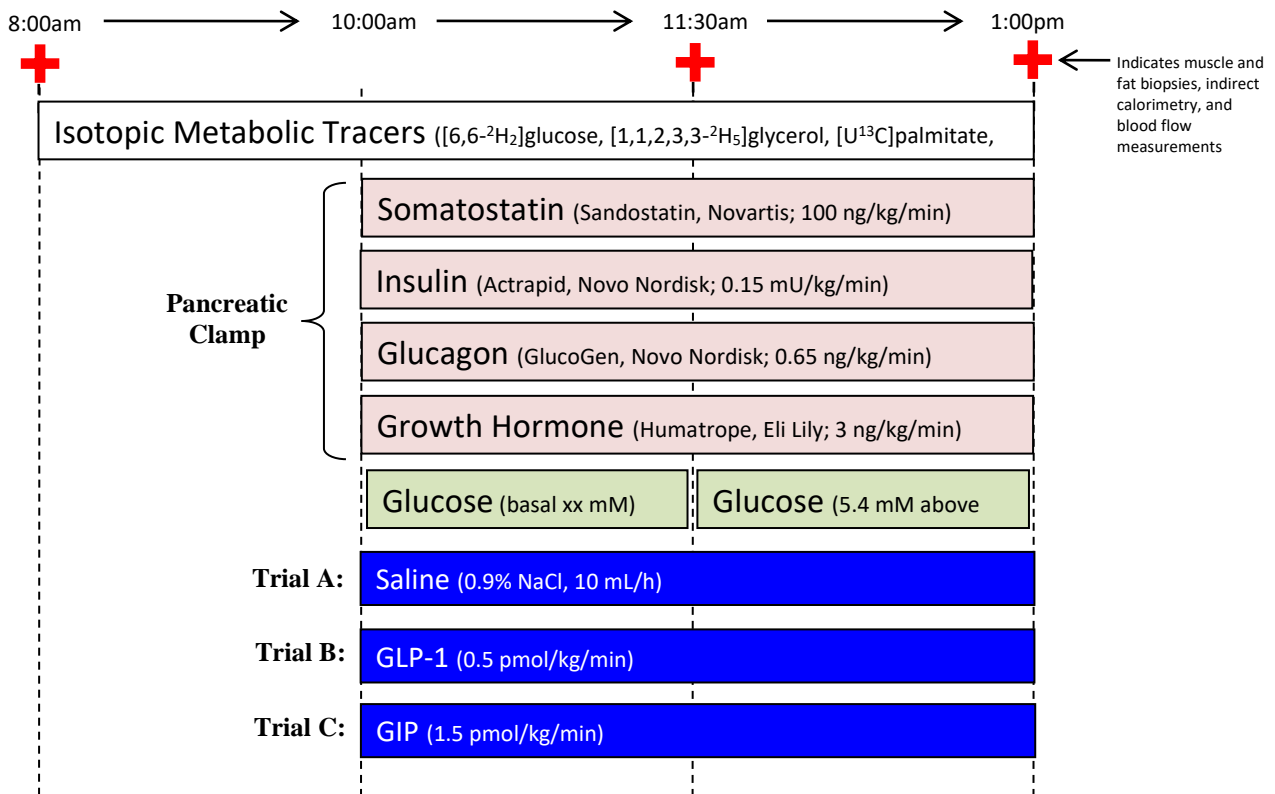 8:00am 10:00am 11:30am 1:00pm
Indicates muscle and
fat biopsies, indirect
calorimetry, and
blood flow
measurements
Isotopic Metabolic Tracers ([6,6-²H₂]glucose, [1,1,2,3,3-²H₅]glycerol, [U¹³C]palmitate,
Pancreatic
Clamp
Somatostatin (Sandostatin, Novartis; 100 ng/kg/min)
Insulin (Actrapid, Novo Nordisk; 0.15 mU/kg/min)
Glucagon (GlucoGen, Novo Nordisk; 0.65 ng/kg/min)
Growth Hormone (Humatrope, Eli Lily; 3 ng/kg/min)
Glucose (basal xx mM) Glucose (5.4 mM above
Trial A: Saline (0.9% NaCl, 10 mL/h)
Trial B: GLP-1 (0.5 pmol/kg/min)
Trial C: GIP (1.5 pmol/kg/min)